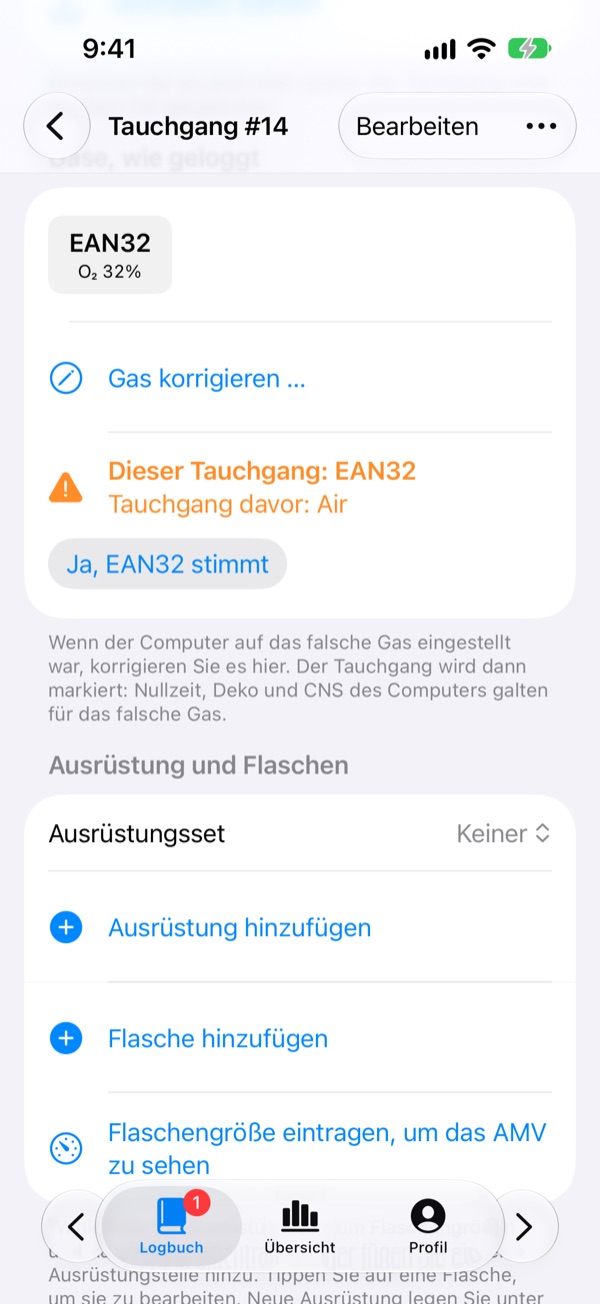 9:41
Tauchgang #14
Bearbeiten
Gase, wie geloggt
EAN32
O₂ 32%
Gas korrigieren ...
Dieser Tauchgang: EAN32
Tauchgang davor: Air
Ja, EAN32 stimmt
Wenn der Computer auf das falsche Gas eingestellt
war, korrigieren Sie es hier. Der Tauchgang wird dann
markiert: Nullzeit, Deko und CNS des Computers galten
für das falsche Gas.
Ausrüstung und Flaschen
Ausrüstungsset
Keiner
Ausrüstung hinzufügen
Flasche hinzufügen
Flaschengröße eintragen, um das AMV
zu sehen
1
Logbuch
Übersicht
Profil
Ausrüstungsteile hinzu. Tippen Sie auf eine Flasche,
um sie zu bearbeiten. Neue Ausrüstung legen Sie unter